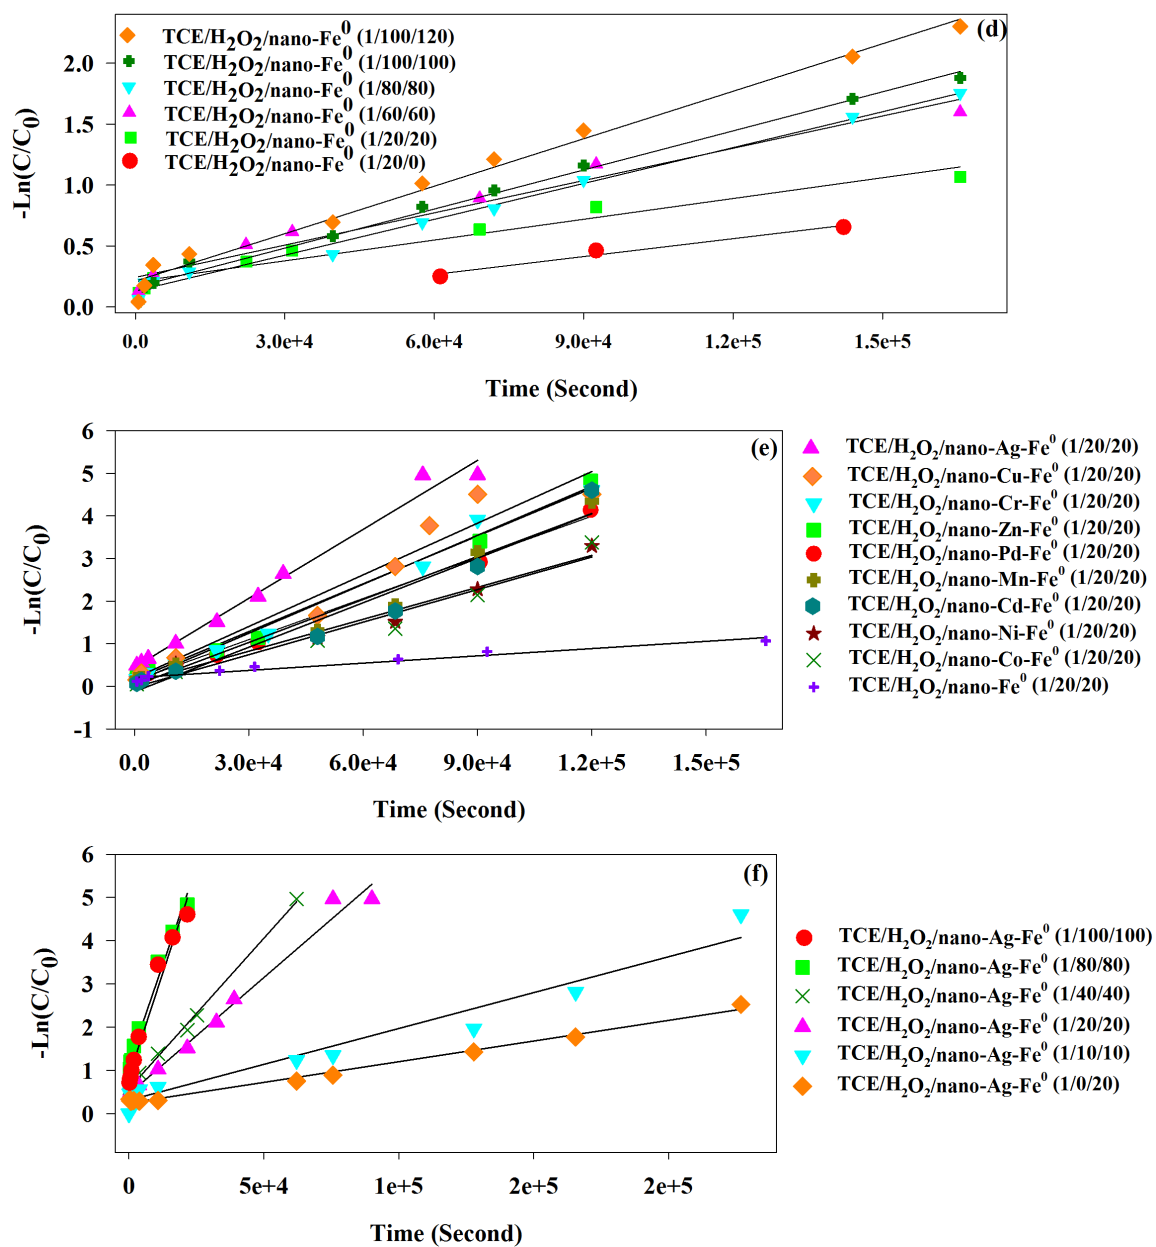 (d)
TCE/H₂O₂/nano-Fe⁰ (1/100/120)
TCE/H₂O₂/nano-Fe⁰ (1/100/100)
TCE/H₂O₂/nano-Fe⁰ (1/80/80)
TCE/H₂O₂/nano-Fe⁰ (1/60/60)
TCE/H₂O₂/nano-Fe⁰ (1/20/20)
TCE/H₂O₂/nano-Fe⁰ (1/20/0)
-Ln(C/C₀)
2.0
1.5
1.0
0.5
0.0
0.0 3.0e+4 6.0e+4 9.0e+4 1.2e+5 1.5e+5
Time (Second)
(e)
-Ln(C/C₀)
6
5
4
3
2
1
0
-1
0.0 3.0e+4 6.0e+4 9.0e+4 1.2e+5 1.5e+5
Time (Second)
TCE/H₂O₂/nano-Ag-Fe⁰ (1/20/20)
TCE/H₂O₂/nano-Cu-Fe⁰ (1/20/20)
TCE/H₂O₂/nano-Cr-Fe⁰ (1/20/20)
TCE/H₂O₂/nano-Zn-Fe⁰ (1/20/20)
TCE/H₂O₂/nano-Pd-Fe⁰ (1/20/20)
TCE/H₂O₂/nano-Mn-Fe⁰ (1/20/20)
TCE/H₂O₂/nano-Cd-Fe⁰ (1/20/20)
TCE/H₂O₂/nano-Ni-Fe⁰ (1/20/20)
TCE/H₂O₂/nano-Co-Fe⁰ (1/20/20)
TCE/H₂O₂/nano-Fe⁰ (1/20/20)
(f)
-Ln(C/C₀)
6
5
4
3
2
1
0
0 5e+4 1e+5 2e+5 2e+5
Time (Second)
TCE/H₂O₂/nano-Ag-Fe⁰ (1/100/100)
TCE/H₂O₂/nano-Ag-Fe⁰ (1/80/80)
TCE/H₂O₂/nano-Ag-Fe⁰ (1/40/40)
TCE/H₂O₂/nano-Ag-Fe⁰ (1/20/20)
TCE/H₂O₂/nano-Ag-Fe⁰ (1/10/10)
TCE/H₂O₂/nano-Ag-Fe⁰ (1/0/20)